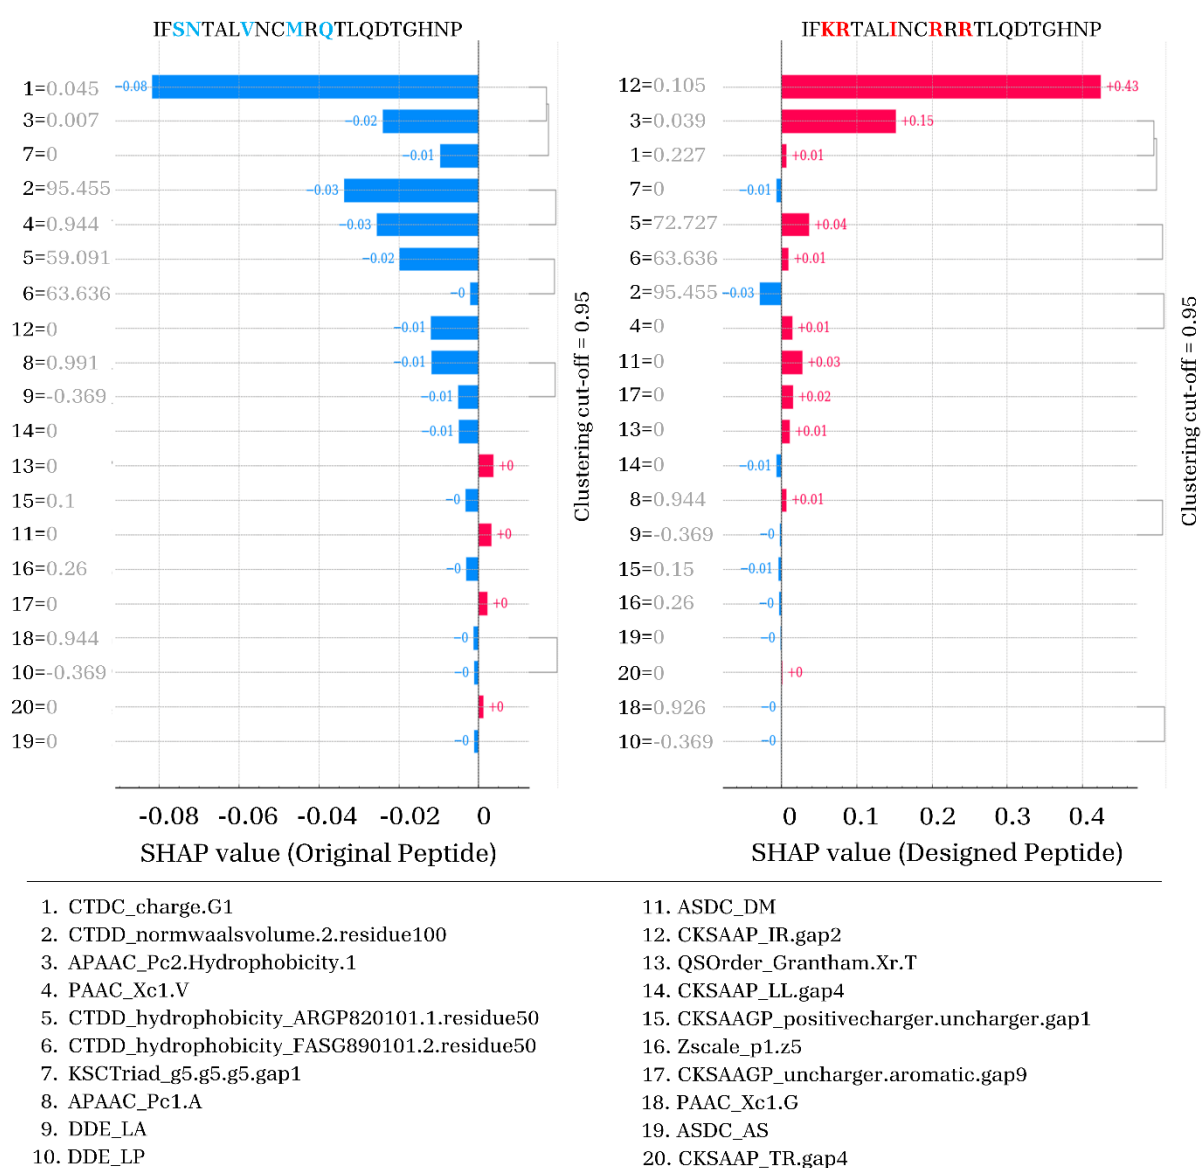 IFSNTALVNCMRQTLQDTGHNP
1=0.045 −0.08
3=0.007 −0.02
7=0 −0.01
2=95.455 −0.03
4=0.944 −0.03
5=59.091 −0.02
6=63.636 −0
12=0 −0.01
8=0.991 −0.01
9=-0.369 −0.01
14=0 −0.01
13=0 +0
15=0.1 −0
11=0 +0
16=0.26 −0
17=0 +0
18=0.944 −0
10=-0.369 −0
20=0 +0
19=0 −0
-0.08 -0.06 -0.04 -0.02 0
SHAP value (Original Peptide)
Clustering cut-off = 0.95
IFKRTALINCRRRTLQDTGHNP
12=0.105 +0.43
3=0.039 +0.15
1=0.227 +0.01
7=0 −0.01
5=72.727 +0.04
6=63.636 +0.01
2=95.455 −0.03
4=0 +0.01
11=0 +0.03
17=0 +0.02
13=0 +0.01
14=0 −0.01
8=0.944 +0.01
9=-0.369 −0
15=0.15 −0.01
16=0.26 −0
19=0 −0
20=0 +0
18=0.926 −0
10=-0.369 −0
0 0.1 0.2 0.3 0.4
SHAP value (Designed Peptide)
Clustering cut-off = 0.95
1. CTDC_charge.G1
2. CTDD_normwaalsvolume.2.residue100
3. APAAC_Pc2.Hydrophobicity.1
4. PAAC_Xc1.V
5. CTDD_hydrophobicity_ARGP820101.1.residue50
6. CTDD_hydrophobicity_FASG890101.2.residue50
7. KSCTriad_g5.g5.g5.gap1
8. APAAC_Pc1.A
9. DDE_LA
10. DDE_LP
11. ASDC_DM
12. CKSAAP_IR.gap2
13. QSOrder_Grantham.Xr.T
14. CKSAAP_LL.gap4
15. CKSAAGP_positivecharger.uncharger.gap1
16. Zscale_p1.z5
17. CKSAAGP_uncharger.aromatic.gap9
18. PAAC_Xc1.G
19. ASDC_AS
20. CKSAAP_TR.gap4